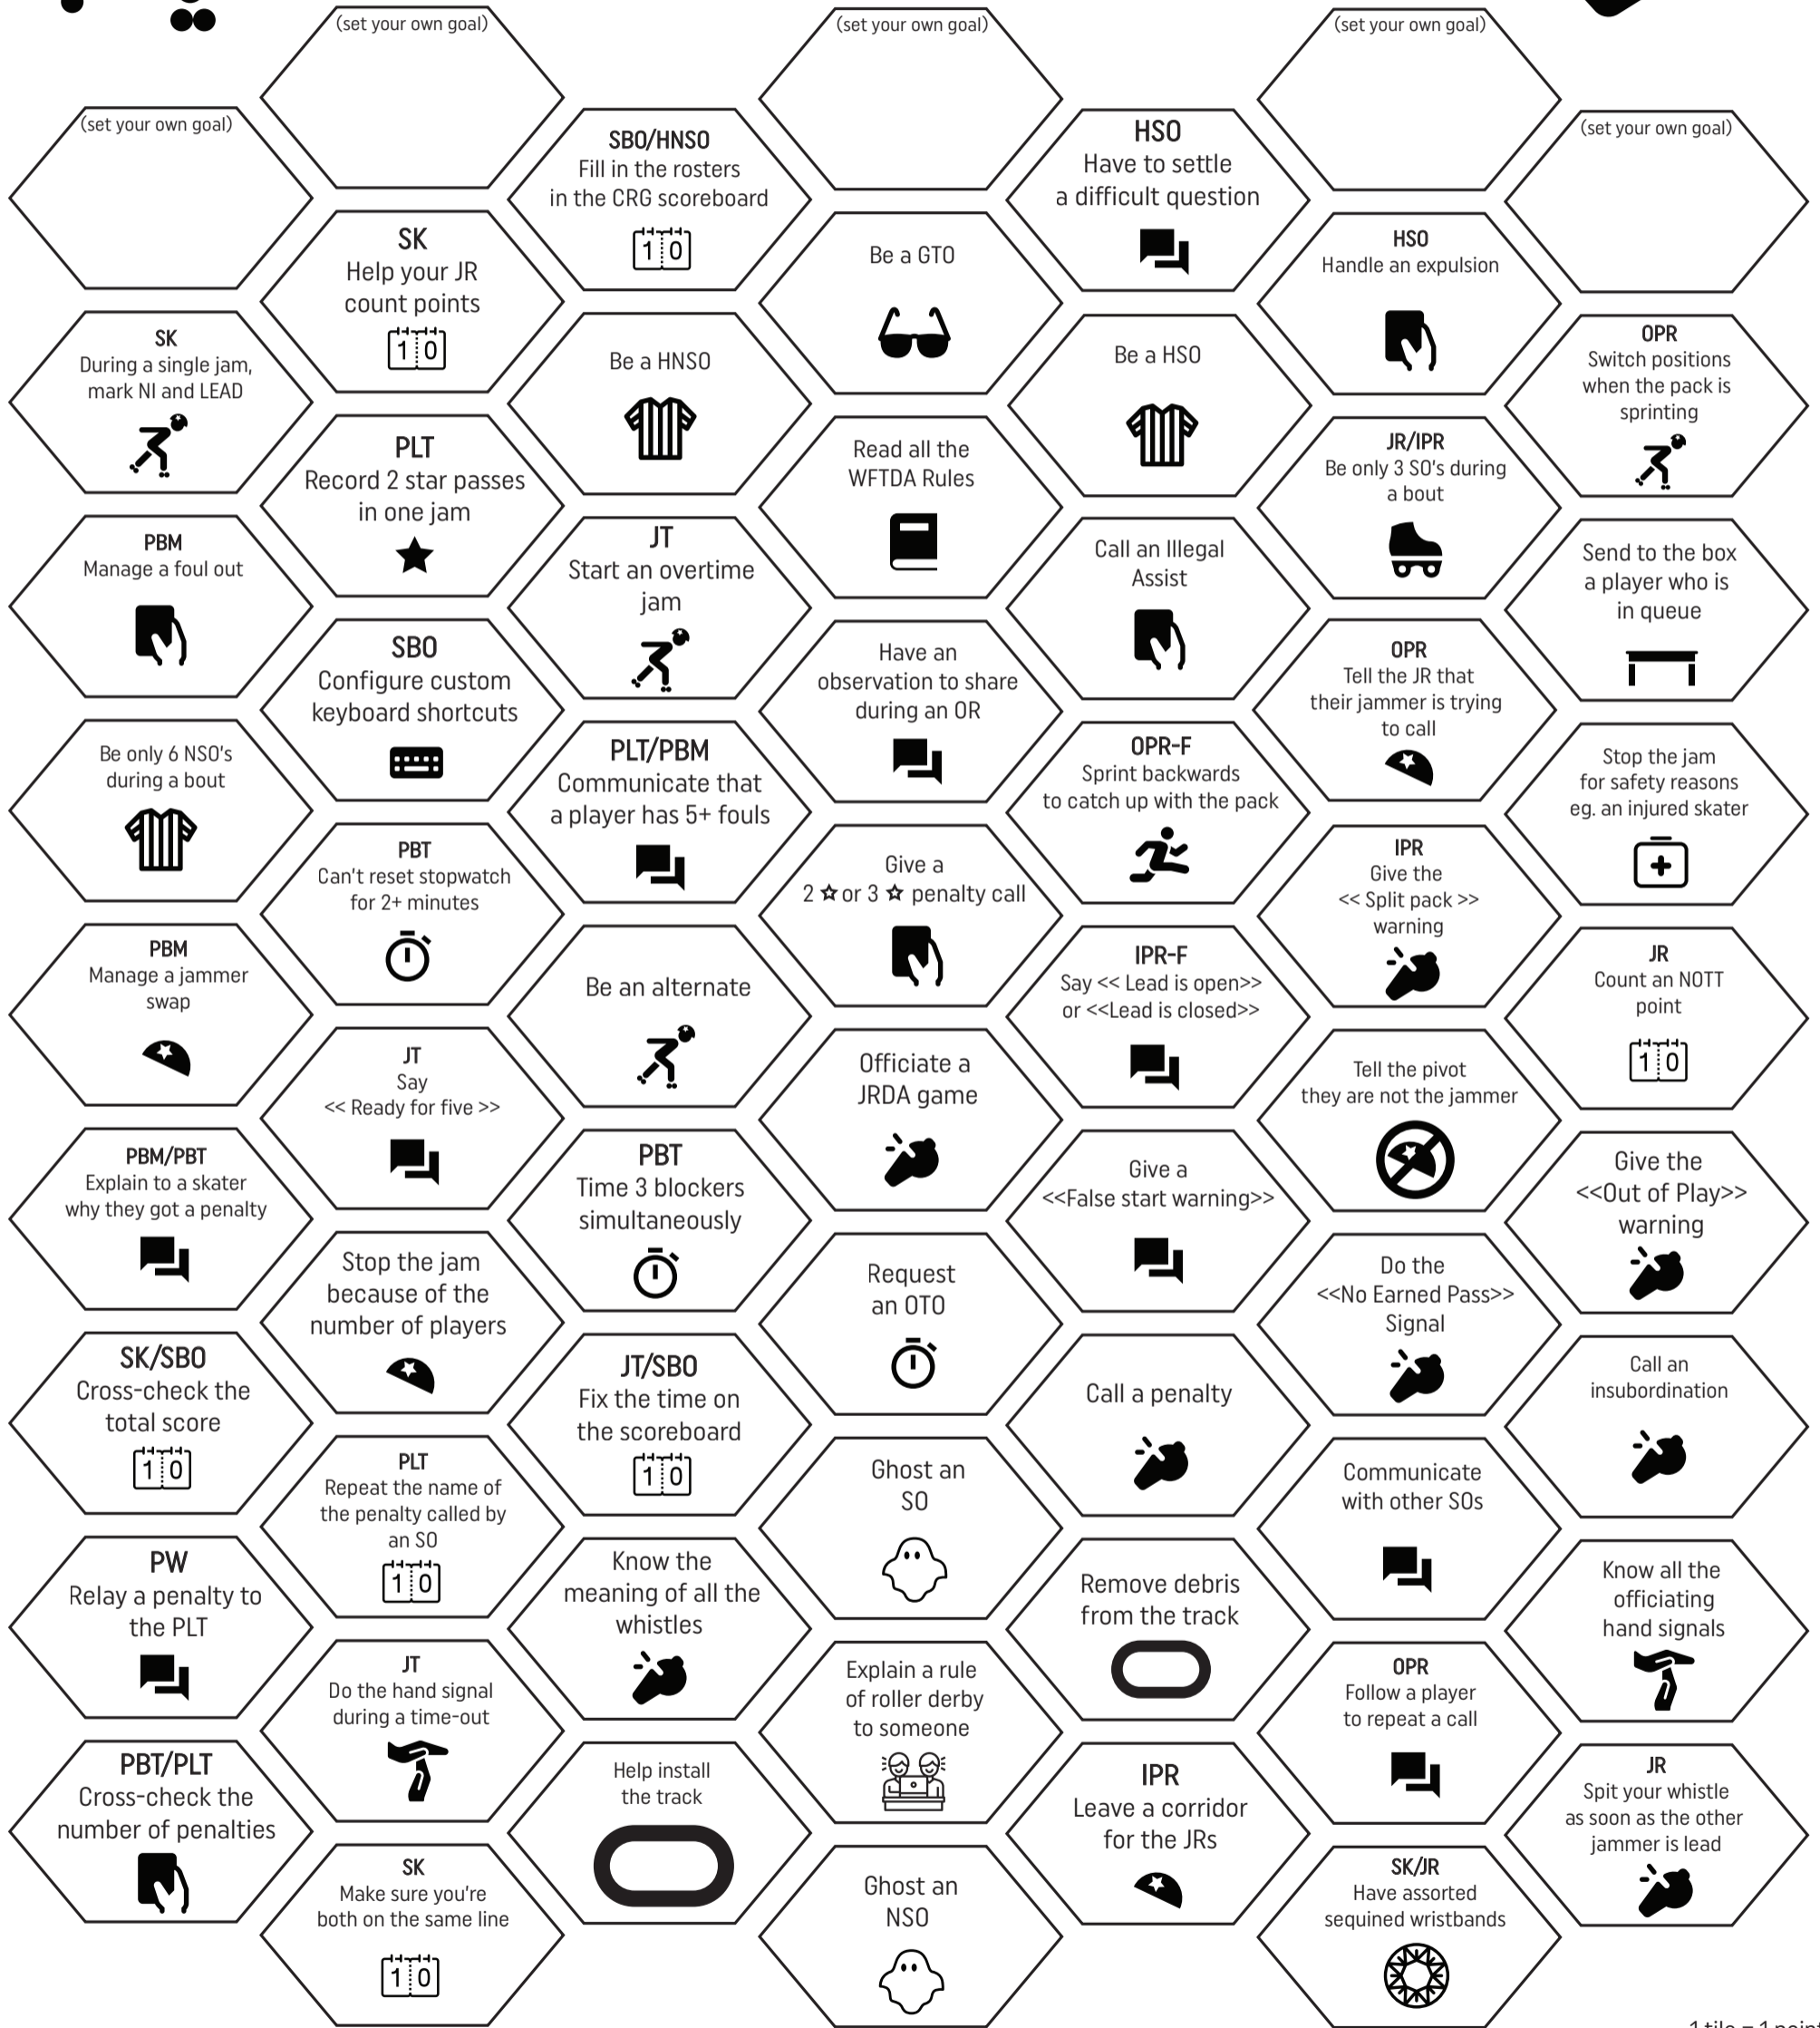 (set your own goal)
(set your own goal)
(set your own goal)
(set your own goal)
(set your own goal)
SBO/HNSO
Fill in the rosters
in the CRG scoreboard
1 0
HSO
Have to settle
a difficult question
SK
Help your JR
count points
1 0
Be a GTO
HSO
Handle an expulsion
SK
During a single jam,
mark NI and LEAD
Be a HNSO
Be a HSO
OPR
Switch positions
when the pack is
sprinting
PLT
Record 2 star passes
in one jam
Read all the
WFTDA Rules
JR/IPR
Be only 3 SO's during
a bout
PBM
Manage a foul out
JT
Start an overtime
jam
Call an Illegal
Assist
Send to the box
a player who is
in queue
SBO
Configure custom
keyboard shortcuts
Have an
observation to share
during an OR
OPR
Tell the JR that
their jammer is trying
to call
Be only 6 NSO's
during a bout
PLT/PBM
Communicate that
a player has 5+ fouls
OPR-F
Sprint backwards
to catch up with the pack
Stop the jam
for safety reasons
eg. an injured skater
PBT
Can't reset stopwatch
for 2+ minutes
Give a
2 ☆ or 3 ☆ penalty call
IPR
Give the
<< Split pack >>
warning
PBM
Manage a jammer
swap
Be an alternate
IPR-F
Say << Lead is open>>
or <<Lead is closed>>
JR
Count an NOTT
point
1 0
JT
Say
<< Ready for five >>
Officiate a
JRDA game
Tell the pivot
they are not the jammer
PBM/PBT
Explain to a skater
why they got a penalty
PBT
Time 3 blockers
simultaneously
Give a
<<False start warning>>
Give the
<<Out of Play>>
warning
Stop the jam
because of the
number of players
Request
an OTO
Do the
<<No Earned Pass>>
Signal
SK/SBO
Cross-check the
total score
1 0
JT/SBO
Fix the time on
the scoreboard
1 0
Call a penalty
Call an
insubordination
PLT
Repeat the name of
the penalty called by
an SO
1 0
Ghost an
SO
Communicate
with other SOs
PW
Relay a penalty to
the PLT
Know the
meaning of all the
whistles
Remove debris
from the track
Know all the
officiating
hand signals
JT
Do the hand signal
during a time-out
Explain a rule
of roller derby
to someone
OPR
Follow a player
to repeat a call
PBT/PLT
Cross-check the
number of penalties
Help install
the track
IPR
Leave a corridor
for the JRs
JR
Spit your whistle
as soon as the other
jammer is lead
SK
Make sure you're
both on the same line
1 0
Ghost an
NSO
SK/JR
Have assorted
sequined wristbands
1 tile = 1 point